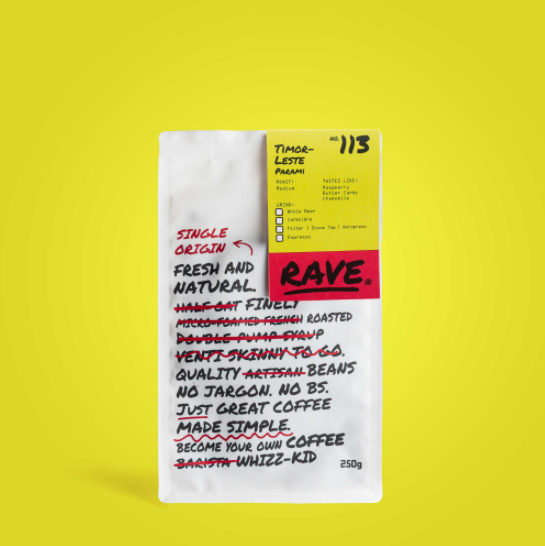 TIMOR-
LESTE
PARAMI
NO. 113
ROAST:
Medium
TASTES LIKE:
Raspberry
Butter Candy
Chamomile
GRIND:
Whole Bean
Cafetière
Filter | Stove Top | Aeropress
Espresso
RAVE.
SINGLE
ORIGIN
FRESH AND
NATURAL.
HALF OAT FINELY
MICRO-FOAMED FRENCH ROASTED
DOUBLE PUMP SYRUP
VENTI SKINNY TO GO.
QUALITY ARTISAN BEANS
NO JARGON. NO BS.
JUST GREAT COFFEE
MADE SIMPLE.
BECOME YOUR OWN COFFEE
BARISTA WHIZZ-KID
250g